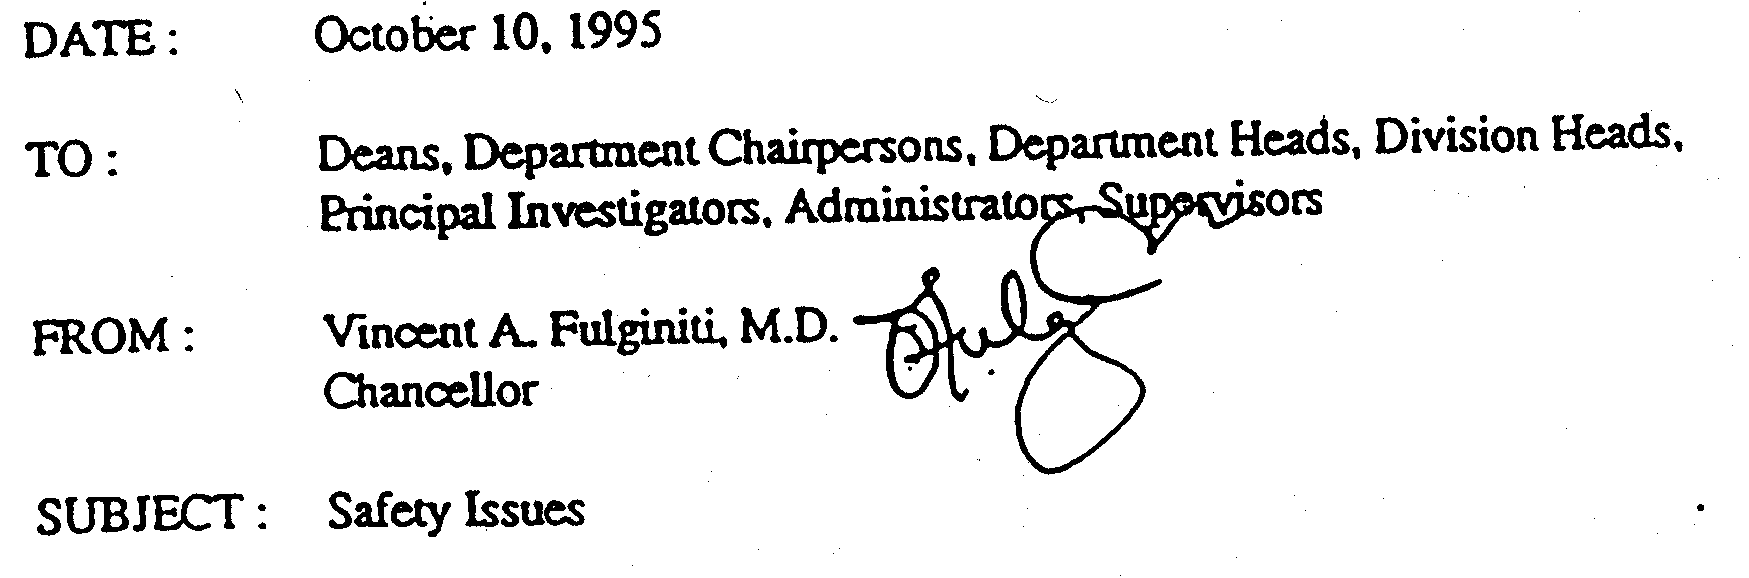 DATE : October 10, 1995
TO : Deans, Department Chairpersons, Department Heads, Division Heads,
Principal Investigators, Administrators, Supervisors
FROM : Vincent A. Fulginiti, M.D.
Chancellor
SUBJECT : Safety Issues